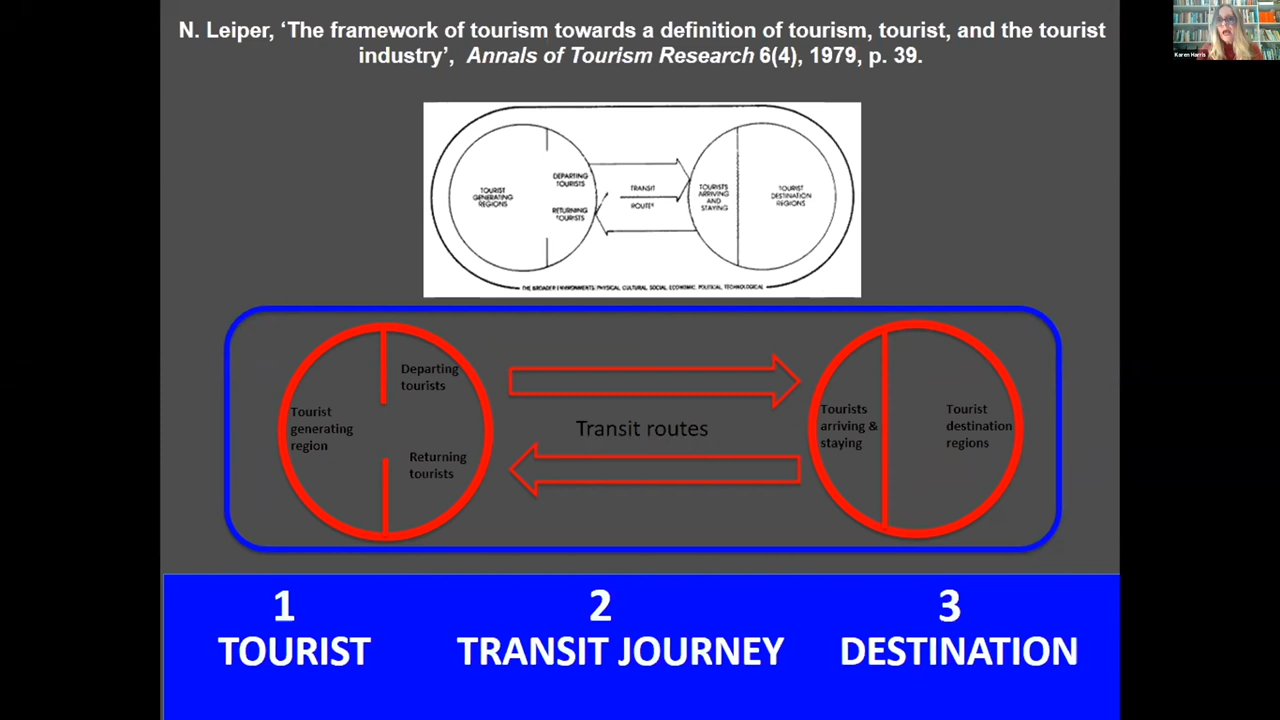 N. Leiper, ‘The framework of tourism towards a definition of tourism, tourist, and the tourist
industry’, Annals of Tourism Research 6(4), 1979, p. 39.
Karen Harris
TOURIST
GENERATING
REGIONS
DEPARTING
TOURISTS
RETURNING
TOURISTS
TRANSIT
ROUTE
TOURISTS
ARRIVING
AND
STAYING
TOURIST
DESTINATION
REGIONS
THE BROADER ENVIRONMENTS: PHYSICAL, CULTURAL, SOCIAL, ECONOMIC, POLITICAL, TECHNOLOGICAL
Tourist
generating
region
Departing
tourists
Returning
tourists
Transit routes
Tourists
arriving &
staying
Tourist
destination
regions
1
TOURIST
2
TRANSIT JOURNEY
3
DESTINATION